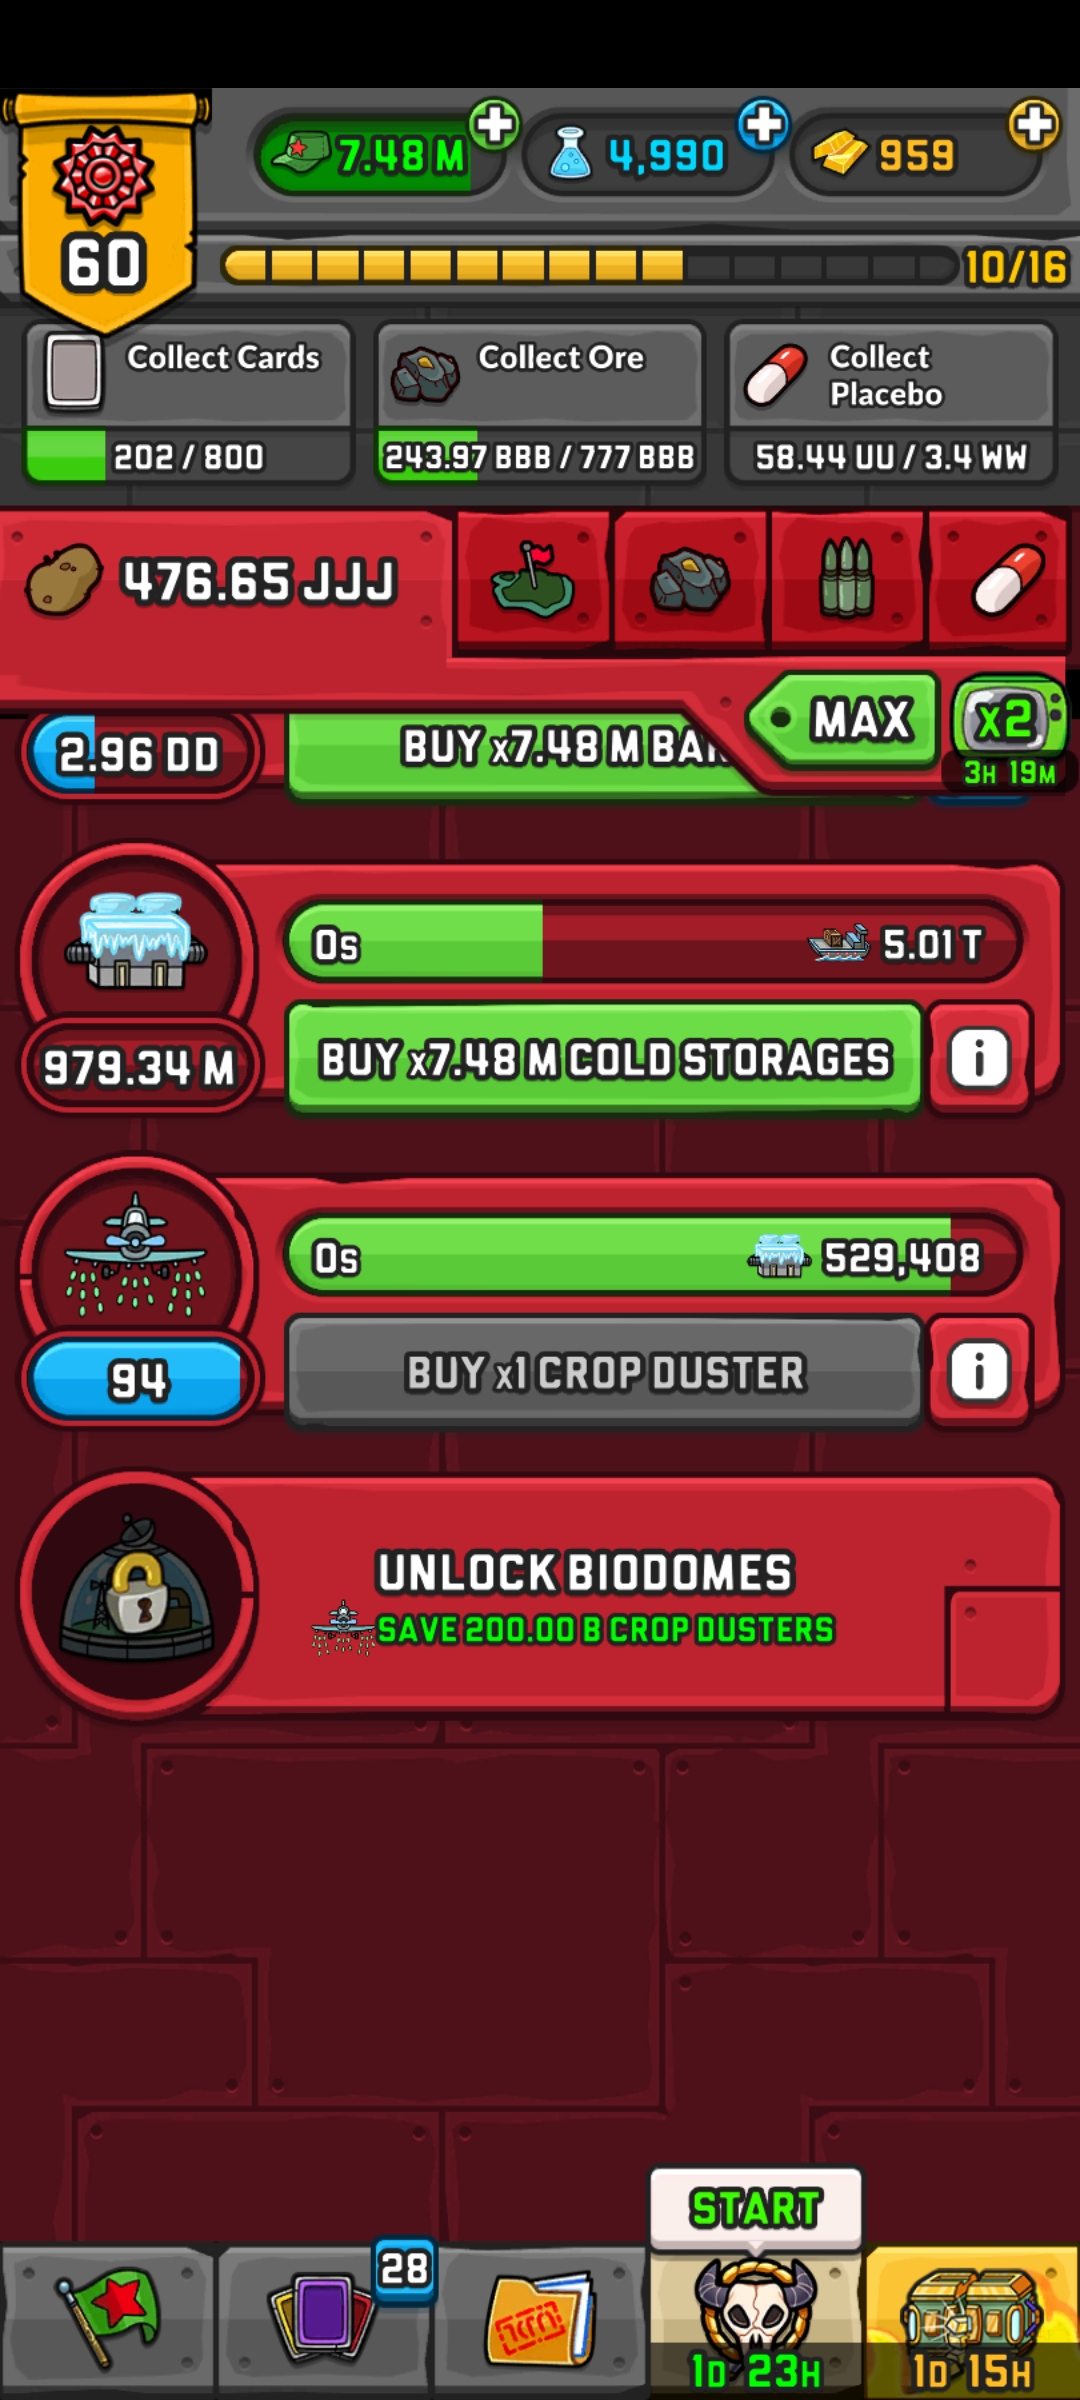 7.48 M
4,990
959
60
10/16
Collect Cards
202 / 800
Collect Ore
243.97 BBB / 777 BBB
Collect
Placebo
58.44 UU / 3.4 WW
476.65 JJJ
MAX
x2
3H 19M
2.96 DD
BUY x7.48 M
0s
5.01 T
979.34 M
BUY x7.48 M COLD STORAGES
i
0s
529,408
94
BUY x1 CROP DUSTER
i
UNLOCK BIODOMES
SAVE 200.00 B CROP DUSTERS
START
28
1D 23H
1D 15H